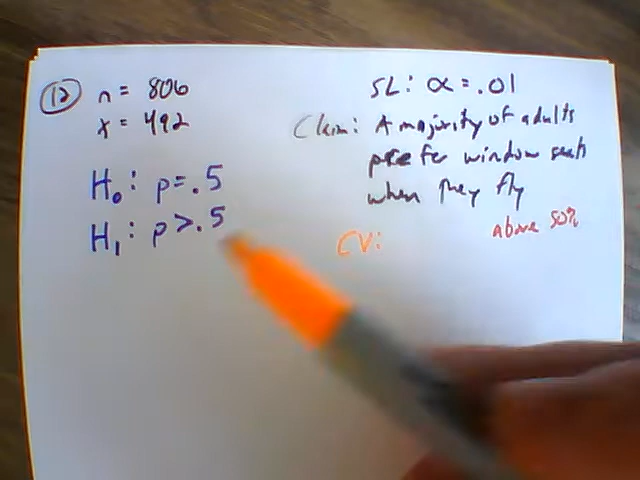 12
n = 806
x = 492
H₀: p = .5
H₁: p > .5
SL: α = .01
Claim: A majority of adults
prefer window seats
when they fly
above 50%
CV: